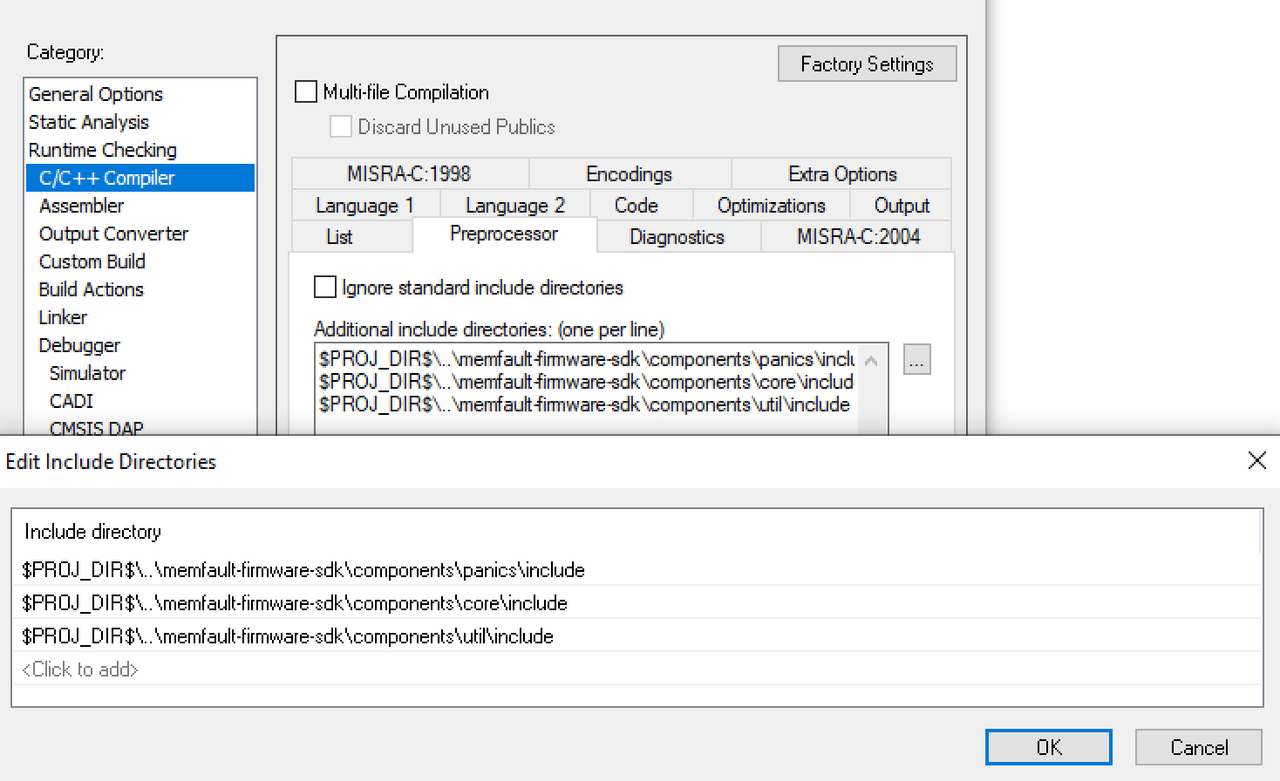 Category:
General Options
Static Analysis
Runtime Checking
C/C++ Compiler
Assembler
Output Converter
Custom Build
Build Actions
Linker
Debugger
Simulator
CADI
CMSIS DAP
Factory Settings
Multi-file Compilation
Discard Unused Publics
MISRA-C:1998 Encodings Extra Options
Language 1 Language 2 Code Optimizations Output
List Preprocessor Diagnostics MISRA-C:2004
Ignore standard include directories
Additional include directories: (one per line)
$PROJ_DIR$\..\memfault-firmware-sdk\components\panics\inclu
$PROJ_DIR$\..\memfault-firmware-sdk\components\core\includ
$PROJ_DIR$\..\memfault-firmware-sdk\components\util\include
...
Edit Include Directories
Include directory
$PROJ_DIR$\..\memfault-firmware-sdk\components\panics\include
$PROJ_DIR$\..\memfault-firmware-sdk\components\core\include
$PROJ_DIR$\..\memfault-firmware-sdk\components\util\include
<Click to add>
OK Cancel